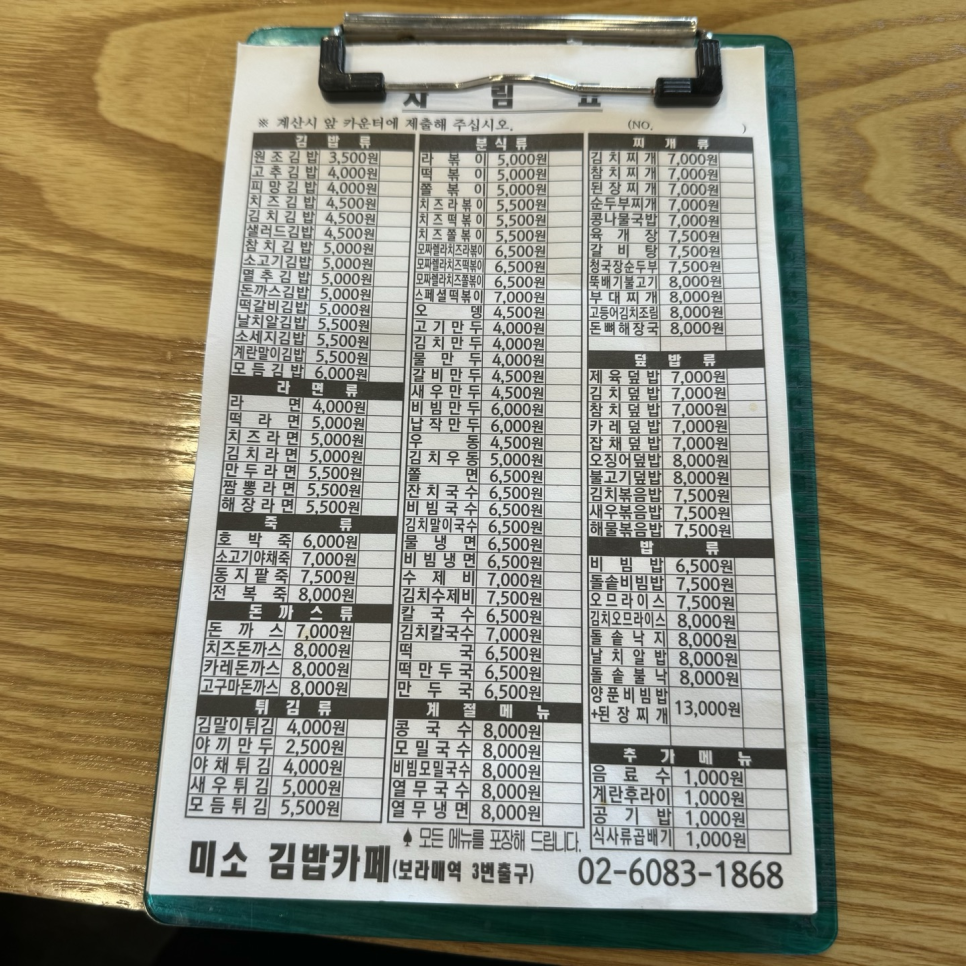 차 림 표
※ 계산시 앞 카운터에 제출해 주십시오.
(NO. )
김 밥 류
원조김밥 3,500원
고추김밥 4,000원
피망김밥 4,000원
치즈김밥 4,500원
김치김밥 4,500원
샐러드김밥 4,500원
참치김밥 5,000원
소고기김밥 5,000원
멸추김밥 5,000원
돈까스김밥 5,000원
떡갈비김밥 5,000원
날치알김밥 5,500원
소세지김밥 5,500원
계란말이김밥 5,500원
모듬김밥 6,000원
라 면 류
라면 4,000원
떡라면 5,000원
치즈라면 5,000원
김치라면 5,000원
만두라면 5,500원
짬뽕라면 5,500원
해장라면 5,500원
죽 류
호박죽 6,000원
소고기야채죽 7,000원
동지팥죽 7,500원
전복죽 8,000원
돈 까 스 류
돈까스 7,000원
치즈돈까스 8,000원
카레돈까스 8,000원
고구마돈까스 8,000원
튀 김 류
김말이튀김 4,000원
야끼만두 2,500원
야채튀김 4,000원
새우튀김 5,000원
모듬튀김 5,500원
분 식 류
라볶이 5,000원
떡볶이 5,000원
쫄볶이 5,000원
치즈라볶이 5,500원
치즈떡볶이 5,500원
치즈쫄볶이 5,500원
모짜렐라치즈라볶이 6,500원
모짜렐라치즈떡볶이 6,500원
모짜렐라치즈쫄볶이 6,500원
스페셜떡볶이 7,000원
오뎅 4,500원
고기만두 4,000원
김치만두 4,000원
물만두 4,000원
갈비만두 4,500원
새우만두 4,500원
비빔만두 6,000원
납작만두 6,000원
우동 4,500원
김치우동 5,000원
쫄면 6,500원
잔치국수 6,500원
비빔국수 6,500원
김치말이국수 6,500원
물냉면 6,500원
비빔냉면 6,500원
수제비 7,000원
김치수제비 7,500원
칼국수 6,500원
김치칼국수 7,000원
떡국 6,500원
떡만두국 6,500원
만두국 6,500원
계 절 메 뉴
콩국수 8,000원
모밀국수 8,000원
비빔모밀국수 8,000원
열무국수 8,000원
열무냉면 8,000원
찌 개 류
김치찌개 7,000원
참치찌개 7,000원
된장찌개 7,000원
순두부찌개 7,000원
콩나물국밥 7,000원
육개장 7,500원
갈비탕 7,500원
청국장순두부 7,500원
뚝배기불고기 8,000원
부대찌개 8,000원
고등어김치조림 8,000원
돈뼈해장국 8,000원
덮 밥 류
제육덮밥 7,000원
김치덮밥 7,000원
참치덮밥 7,000원
카레덮밥 7,000원
잡채덮밥 7,000원
오징어덮밥 8,000원
불고기덮밥 8,000원
김치볶음밥 7,500원
새우볶음밥 7,500원
해물볶음밥 7,500원
밥 류
비빔밥 6,500원
돌솥비빔밥 7,500원
오므라이스 7,500원
김치오므라이스 8,000원
돌솥낙지 8,000원
날치알밥 8,000원
돌솥불낙 8,000원
양푼비빔밥
+된장찌개 13,000원
추 가 메 뉴
음료수 1,000원
계란후라이 1,000원
공기밥 1,000원
식사류곱배기 1,000원
♠ 모든 메뉴를 포장해 드립니다.
미소 김밥카페(보라매역 3번출구) 02-6083-1868